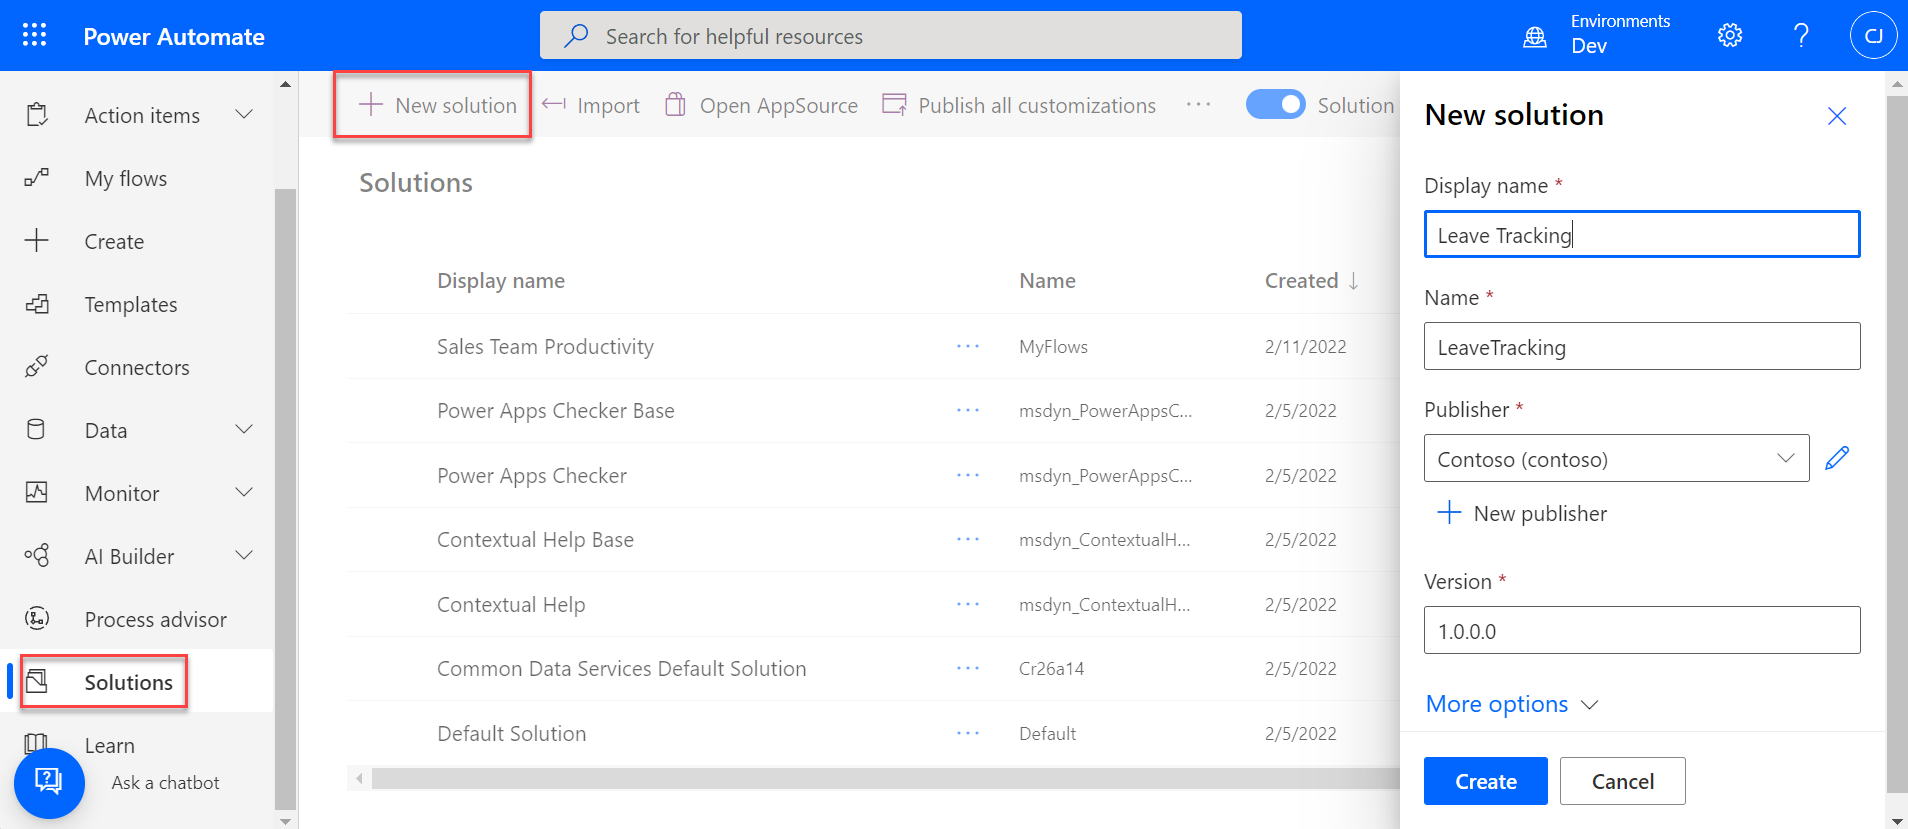 Power Automate
Search for helpful resources
Environments
Dev
?
CJ
Action items
My flows
Create
Templates
Connectors
Data
Monitor
AI Builder
Process advisor
Solutions
Learn
Ask a chatbot
New solution
Import
Open AppSource
Publish all customizations
···
Solution
Solutions
Display name Name Created ↓
Sales Team Productivity ··· MyFlows 2/11/2022
Power Apps Checker Base ··· msdyn_PowerAppsC... 2/5/2022
Power Apps Checker ··· msdyn_PowerAppsC... 2/5/2022
Contextual Help Base ··· msdyn_ContextualH... 2/5/2022
Contextual Help ··· msdyn_ContextualH... 2/5/2022
Common Data Services Default Solution ··· Cr26a14 2/5/2022
Default Solution ··· Default 2/5/2022
New solution
Display name *
Leave Tracking
Name *
LeaveTracking
Publisher *
Contoso (contoso)
New publisher
Version *
1.0.0.0
More options
Create
Cancel